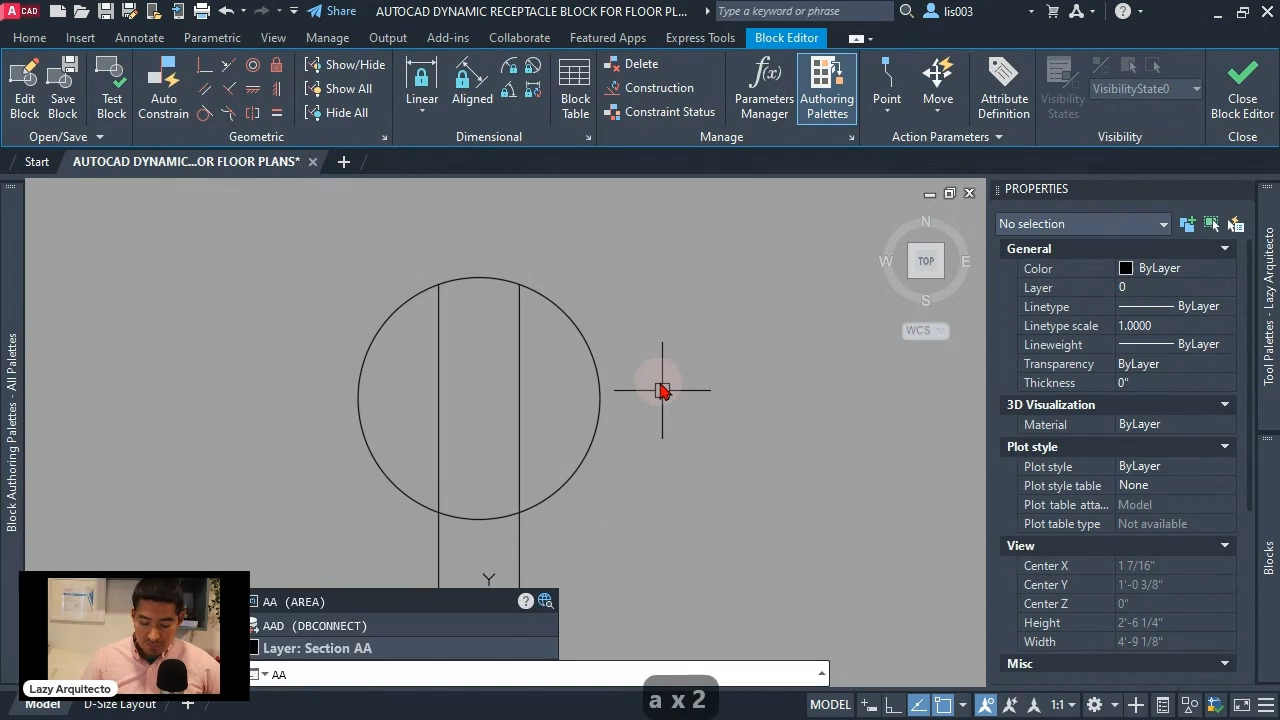 A CAD Share AUTOCAD DYNAMIC RECEPTACLE BLOCK FOR FLOOR PL... Type a keyword or phrase lis003
Home Insert Annotate Parametric View Manage Output Add-ins Collaborate Featured Apps Express Tools Block Editor
Edit Block
Save Block
Test Block
Open/Save
Auto Constrain
Show/Hide
Show All
Hide All
Geometric
Linear
Aligned
Dimensional
Block Table
Delete
Construction
Constraint Status
Manage
Parameters Manager
Authoring Palettes
Point
Move
Attribute Definition
Action Parameters
Visibility States
VisibilityState0
Visibility
Close Block Editor
Close
Start AUTOCAD DYNAMIC...OR FLOOR PLANS*
Block Authoring Palettes - All Palettes
N
W TOP E
S
WCS
Y
PROPERTIES
No selection
General
Color ByLayer
Layer 0
Linetype ByLayer
Linetype scale 1.0000
Lineweight ByLayer
Transparency ByLayer
Thickness 0"
3D Visualization
Material ByLayer
Plot style
Plot style ByLayer
Plot style table None
Plot table atta... Model
Plot table type Not available
View
Center X 1 7/16"
Center Y 1'-0 3/8"
Center Z 0"
Height 2'-6 1/4"
Width 4'-9 1/8"
Misc
Tool Palettes - Lazy Arquitecto
Blocks
AA (AREA)
AAD (DBCONNECT)
Layer: Section AA
AA
Lazy Arquitecto
a x 2
Model D-Size Layout
MODEL 1:1